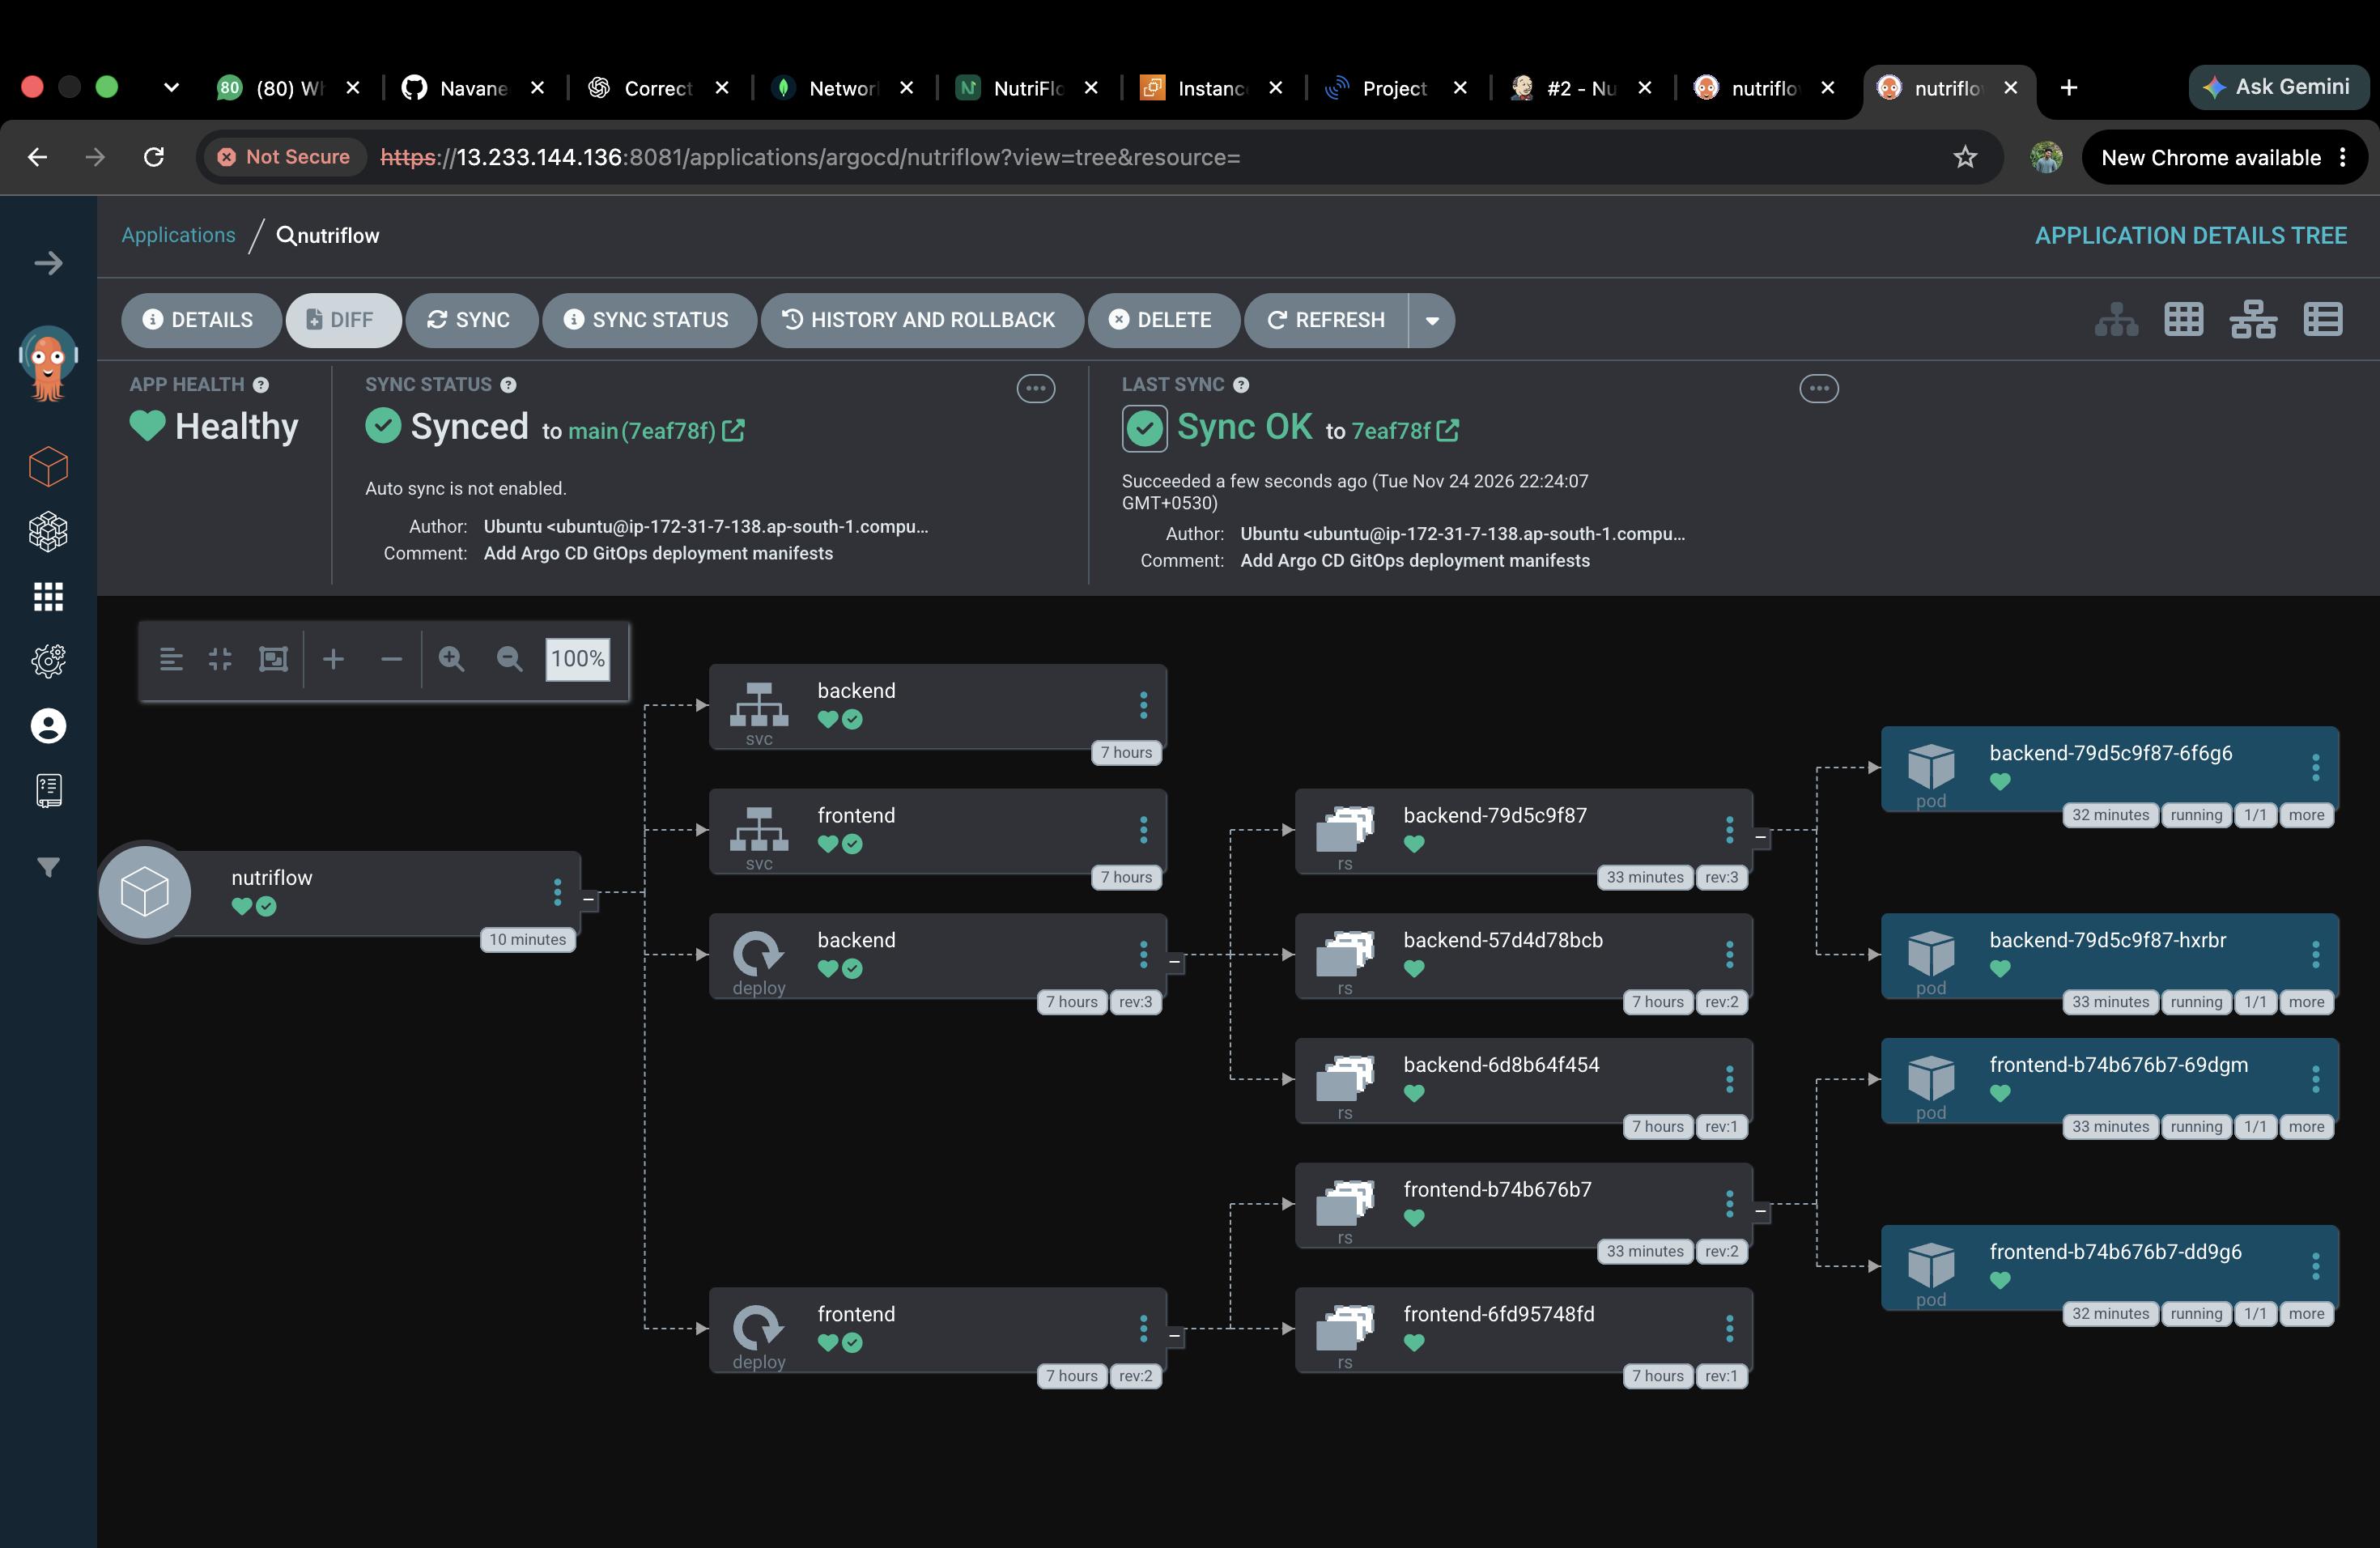 80 (80) Wh
Navane
Correct
Networ
N NutriFlo
Instanc
Project
#2 - Nu
nutriflo
nutriflo
Ask Gemini
Not Secure https://13.233.144.136:8081/applications/argocd/nutriflow?view=tree&resource=
New Chrome available
Applications / nutriflow
APPLICATION DETAILS TREE
DETAILS DIFF SYNC SYNC STATUS HISTORY AND ROLLBACK DELETE REFRESH
APP HEALTH
Healthy
SYNC STATUS
Synced to main (7eaf78f)
Auto sync is not enabled.
Author: Ubuntu <ubuntu@ip-172-31-7-138.ap-south-1.compu...
Comment: Add Argo CD GitOps deployment manifests
LAST SYNC
Sync OK to 7eaf78f
Succeeded a few seconds ago (Tue Nov 24 2026 22:24:07
GMT+0530)
Author: Ubuntu <ubuntu@ip-172-31-7-138.ap-south-1.compu...
Comment: Add Argo CD GitOps deployment manifests
100%
nutriflow
10 minutes
backend
svc
7 hours
frontend
svc
7 hours
backend
deploy
7 hours rev:3
frontend
deploy
7 hours rev:2
backend-79d5c9f87
rs
33 minutes rev:3
backend-57d4d78bcb
rs
7 hours rev:2
backend-6d8b64f454
rs
7 hours rev:1
frontend-b74b676b7
rs
33 minutes rev:2
frontend-6fd95748fd
rs
7 hours rev:1
backend-79d5c9f87-6f6g6
pod
32 minutes running 1/1 more
backend-79d5c9f87-hxrbr
pod
33 minutes running 1/1 more
frontend-b74b676b7-69dgm
pod
33 minutes running 1/1 more
frontend-b74b676b7-dd9g6
pod
32 minutes running 1/1 more